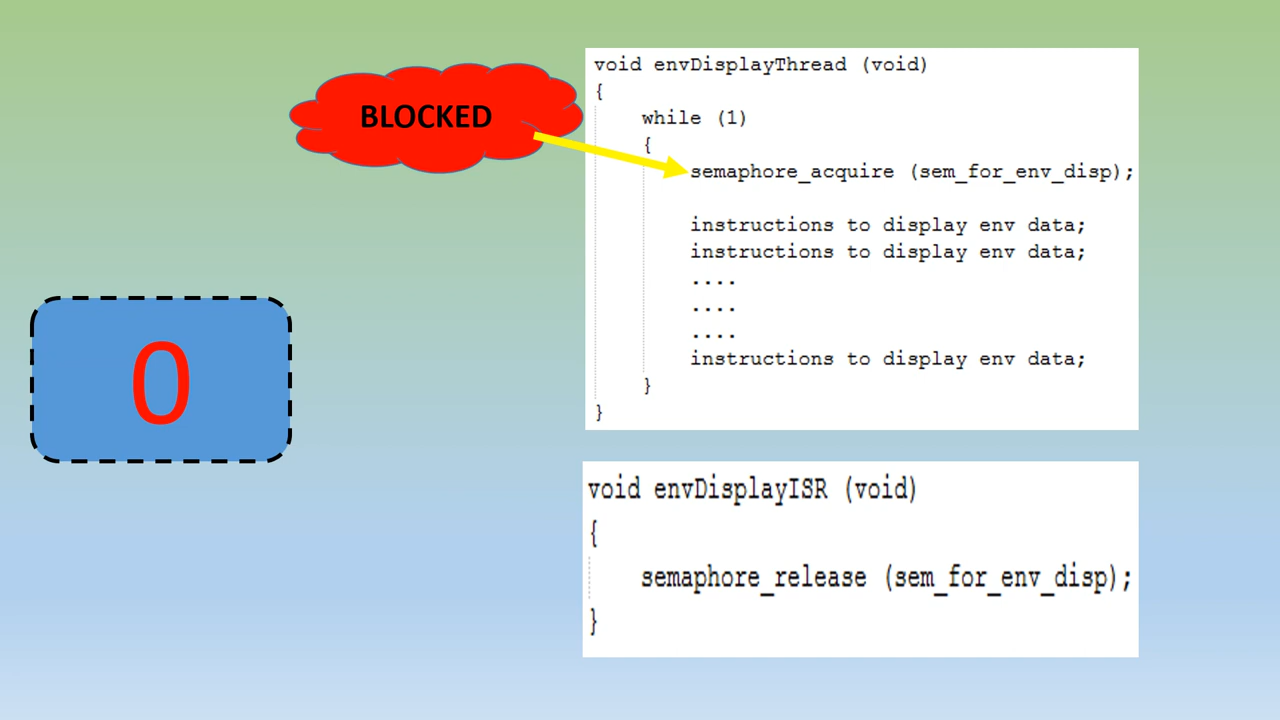 BLOCKED
void envDisplayThread (void)
{
while (1)
{
semaphore_acquire (sem_for_env_disp);
instructions to display env data;
instructions to display env data;
....
....
....
instructions to display env data;
}
}
0
void envDisplayISR (void)
{
semaphore_release (sem_for_env_disp);
}